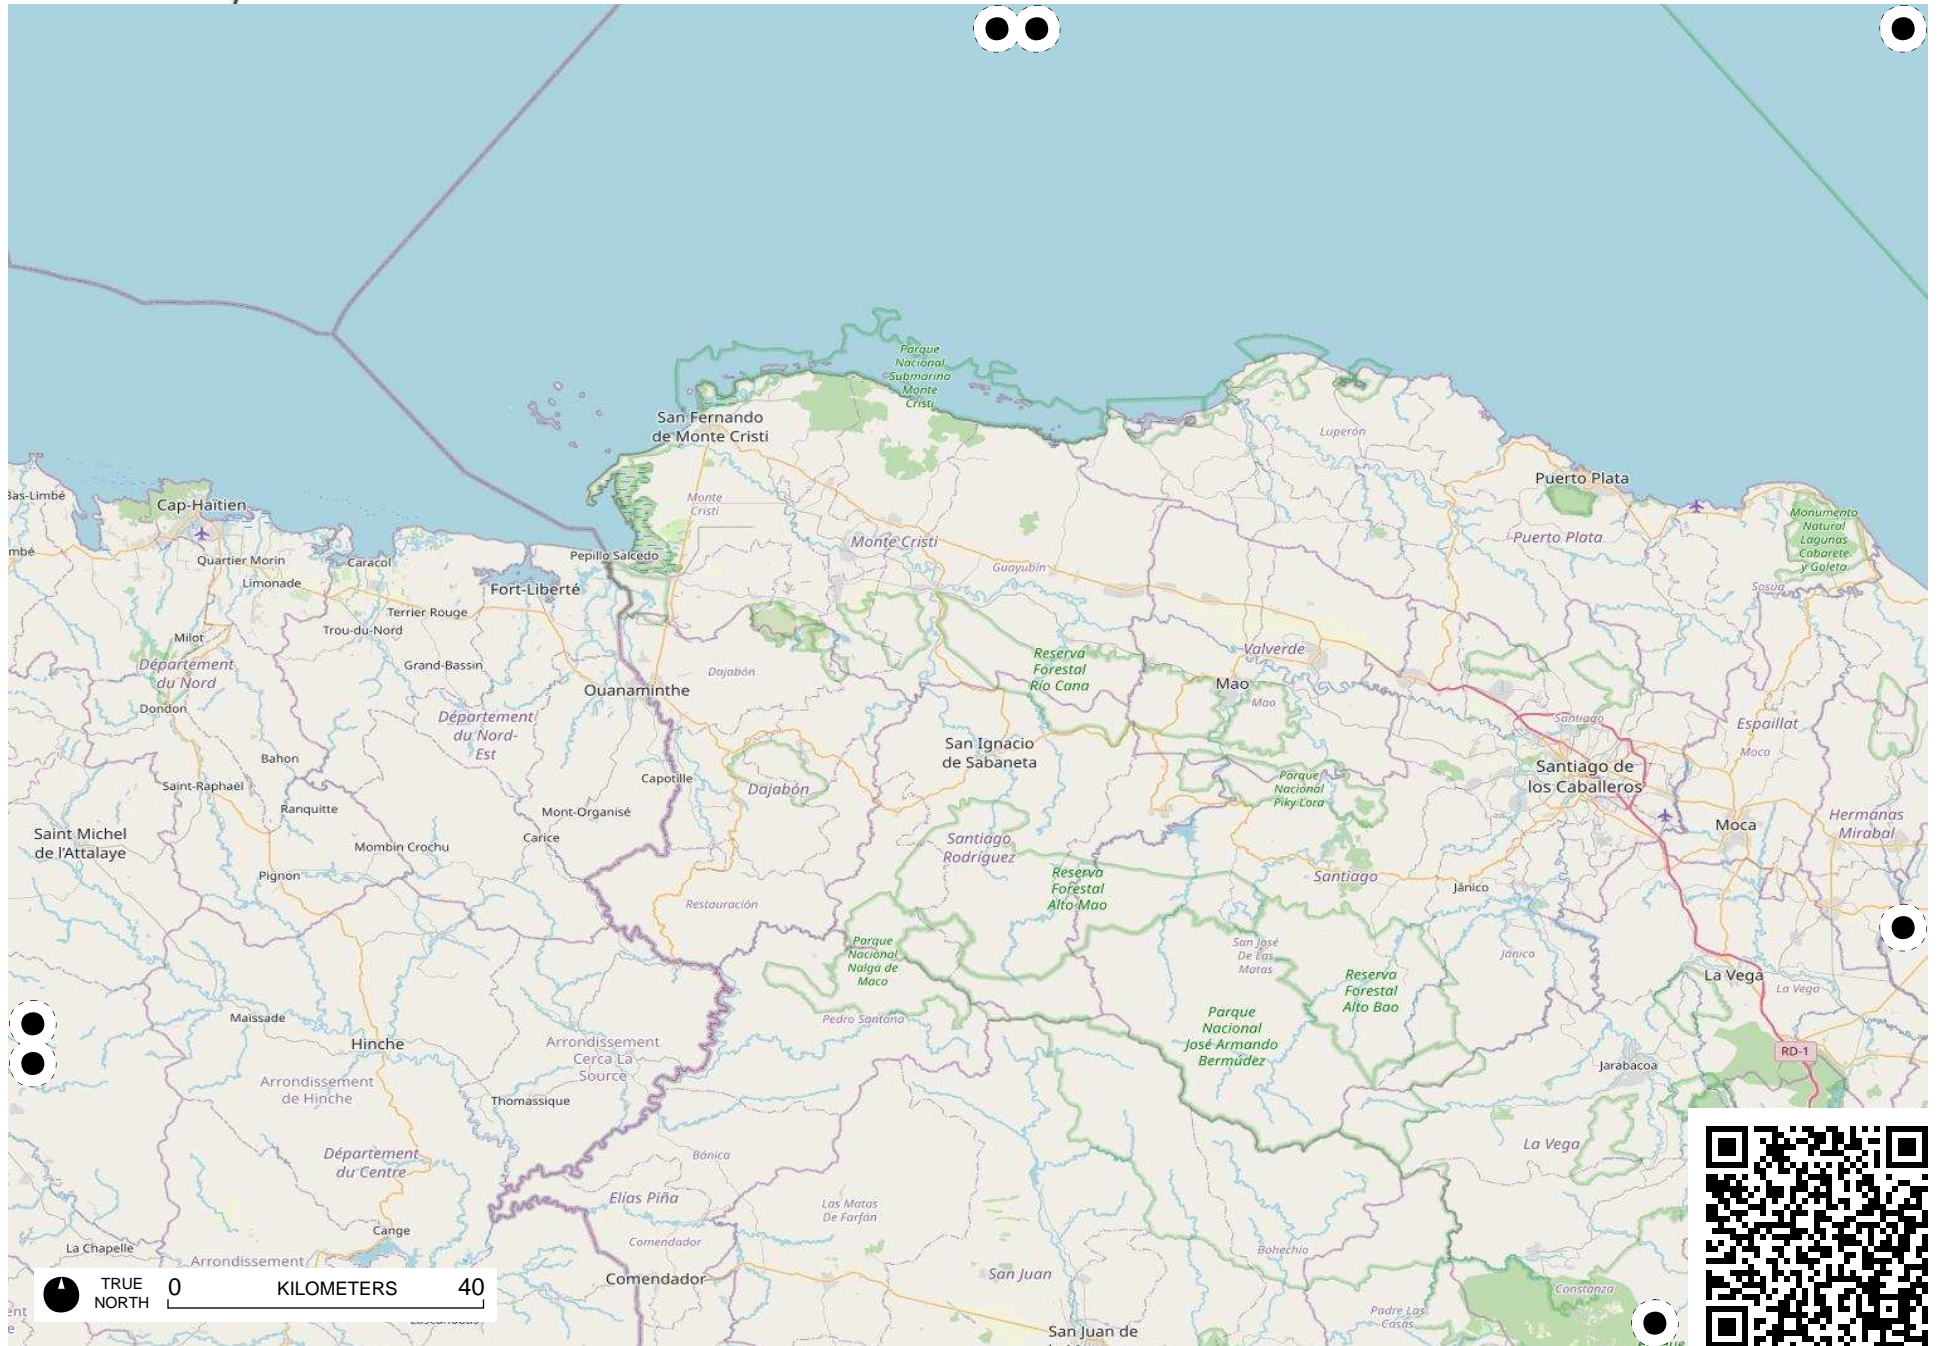 Parque
Nacional
Submarino
Monte
Cristi
San Fernando
de Monte Cristi
Luperón
Puerto Plata
Bas-Limbé
Cap-Haïtien
Monte
Cristi
Monumento
Natural
Lagunas
Cabarete
y Goleta
Monte Cristi
Puerto Plata
Pepillo Salcedo
Quartier Morin
Caracol
Guayubín
Limonade
Fort-Liberté
Sosúa
Terrier Rouge
Trou-du-Nord
Milot
Département
du Nord
Grand-Bassin
Dajabón
Reserva
Forestal
Río Cana
Valverde
Ouanaminthe
Mao
Mao
Dondon
Département
du Nord-
Est
Santiago
Espaillat
Moca
San Ignacio
de Sabaneta
Bahon
Saint-Raphaël
Capotille
Dajabón
Parque
Nacional
Piky Lora
Santiago de
los Caballeros
Ranquitte
Mont-Organisé
Hermanas
Mirabal
Moca
Saint Michel
de l'Attalaye
Carice
Mombin Crochu
Santiago
Rodríguez
Pignon
Reserva
Forestal
Alto Mao
Santiago
Jánico
Restauración
Parque
Nacional
Nalga de
Maco
San José
De Las
Matas
Jánico
Reserva
Forestal
Alto Bao
La Vega
La Vega
Maïssade
Pedro Santana
Parque
Nacional
José Armando
Bermúdez
Hinche
Arrondissement
Cerca La
Source
RD-1
Jarabacoa
Arrondissement
de Hinche
Thomassique
La Vega
Département
du Centre
Bánica
Elías Piña
Las Matas
De Farfán
Cange
La Chapelle
Comendador
Bohechio
Arrondissement
Comendador
San Juan
Constanza
TRUE
NORTH
0 KILOMETERS 40
Padre Las
Casas
San Juan de